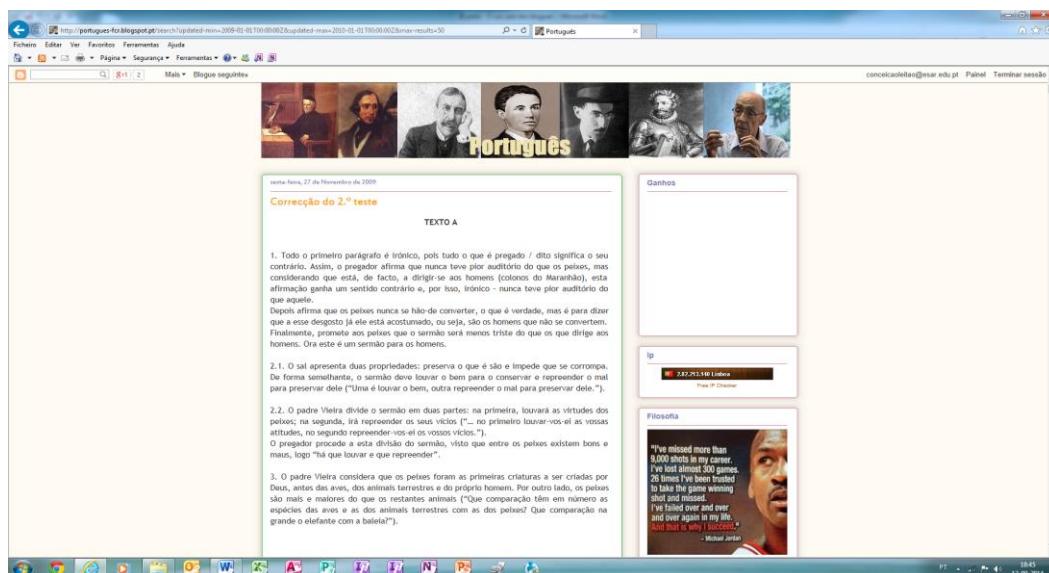 http://portugues-fcr.blogspot.pt/search?updated-min=2009-01-01T00:00:00Z&updated-max=2010-01-01T00:00:00Z&max-results=50
Português
Ficheiro Editar Ver Favoritos Ferramentas Ajuda
Página Segurança Ferramentas
g+1 2 Mais Blogue seguinte» conceicaoleitao@esar.edu.pt Painel Terminar sessão
Português
sexta-feira, 27 de Novembro de 2009
Correcção do 2.º teste
TEXTO A
1. Todo o primeiro parágrafo é irónico, pois tudo o que é pregado / dito significa o seu
contrário. Assim, o pregador afirma que nunca teve pior auditório do que os peixes, mas
considerando que está, de facto, a dirigir-se aos homens (colonos do Maranhão), esta
afirmação ganha um sentido contrário e, por isso, irónico - nunca teve pior auditório do
que aquele.
Depois afirma que os peixes nunca se hão-de converter, o que é verdade, mas é para dizer
que a esse desgosto já ele está acostumado, ou seja, são os homens que não se convertem.
Finalmente, promete aos peixes que o sermão será menos triste do que os que dirige aos
homens. Ora este é um sermão para os homens.
2.1. O sal apresenta duas propriedades: preserva o que é são e impede que se corrompa.
De forma semelhante, o sermão deve louvar o bem para o conservar e repreender o mal
para preservar dele ("Uma é louvar o bem, outra repreender o mal para preservar dele.").
2.2. O padre Vieira divide o sermão em duas partes: na primeira, louvará as virtudes dos
peixes; na segunda, irá repreender os seus vícios ("… no primeiro louvar-vos-ei as vossas
atitudes, no segundo repreender-vos-ei os vossos vícios.").
O pregador procede a esta divisão do sermão, visto que entre os peixes existem bons e
maus, logo "há que louvar e que repreender".
3. O padre Vieira considera que os peixes foram as primeiras criaturas a ser criadas por
Deus, antes das aves, dos animais terrestres e do próprio homem. Por outro lado, os peixes
são mais e maiores do que os restantes animais ("Que comparação têm em número as
espécies das aves e as dos animais terrestres com as dos peixes? Que comparação na
grande o elefante com a baleia?").
Ganhos
Ip
2.82.213.140 Lisboa
Free IP Checker
Filosofia
"I've missed more than
9,000 shots in my career.
I've lost almost 300 games.
26 times I've been trusted
to take the game winning
shot and missed.
I've failed over and over
and over again in my life.
And that is why I succeed."
- Michael Jordan
PT 18:45